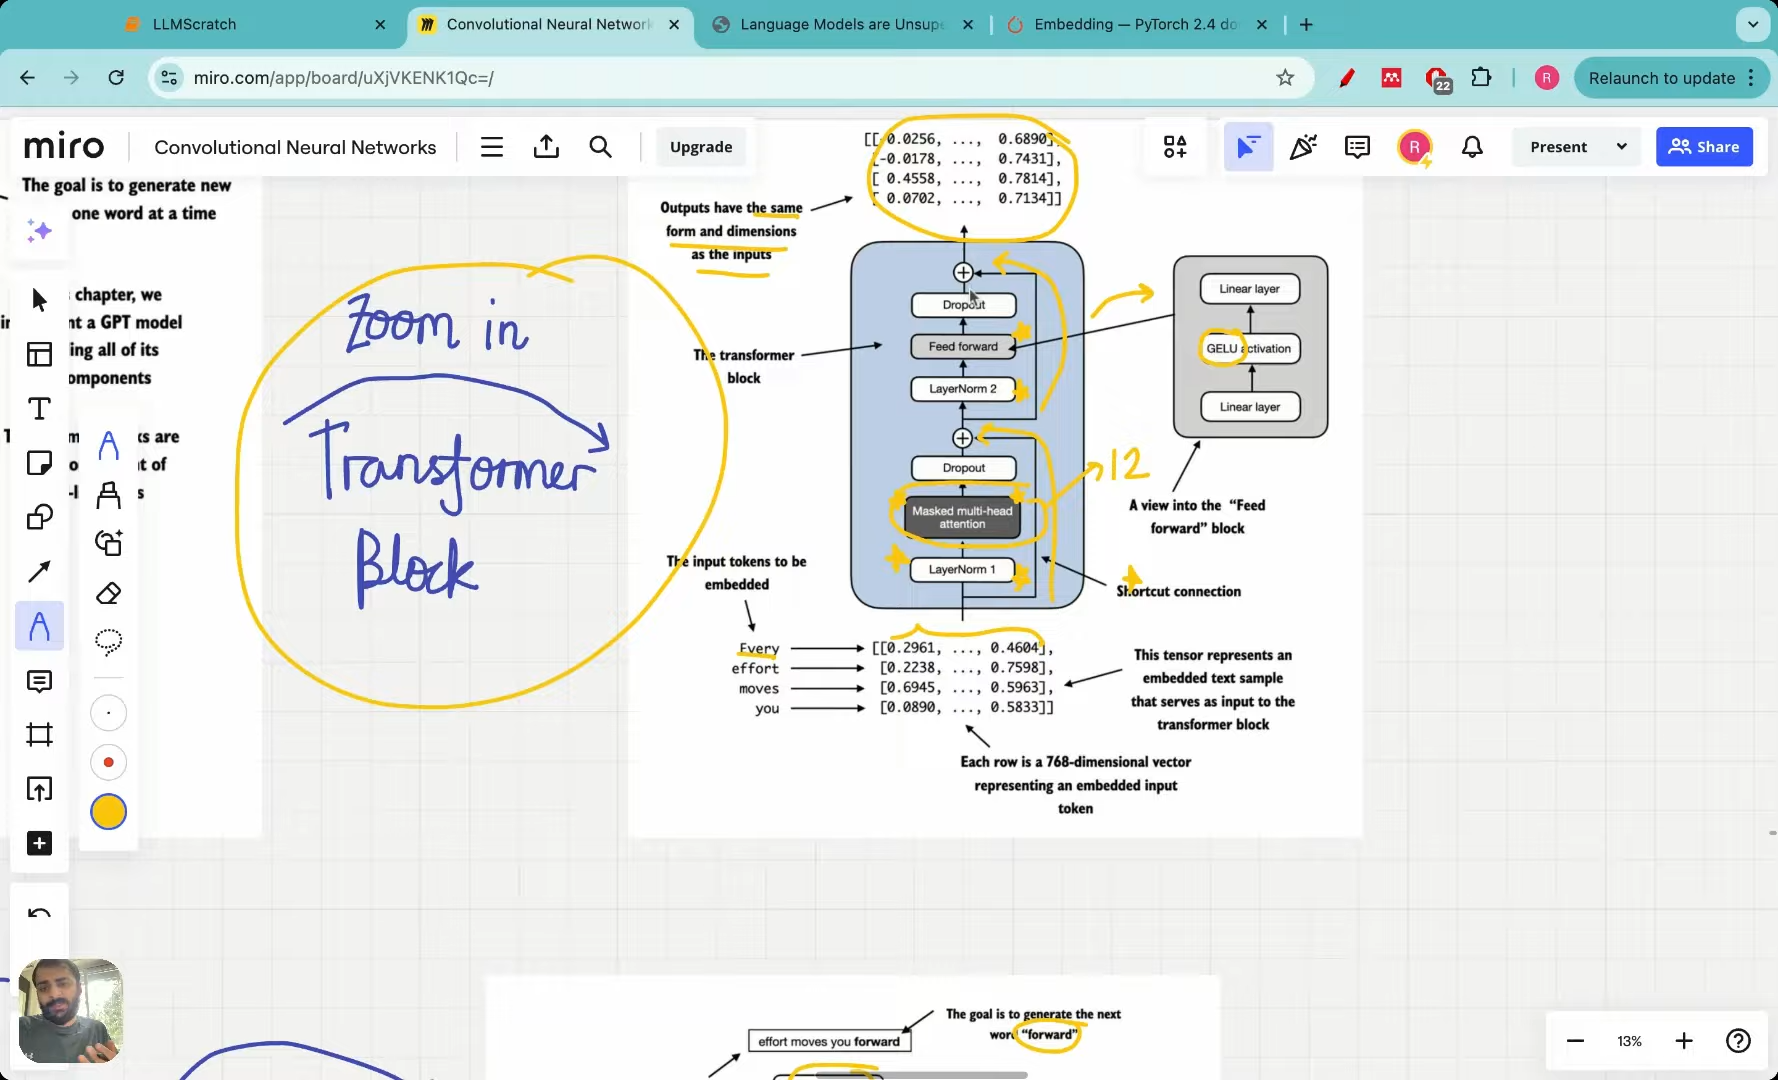 LLMScratch
Convolutional Neural Network
Language Models are Unsupe
Embedding — PyTorch 2.4 do
miro.com/app/board/uXjVKENK1Qc=/
22
R
Relaunch to update
miro
Convolutional Neural Networks
Upgrade
R
Present
Share
The goal is to generate new
one word at a time
chapter, we
nt a GPT model
ing all of its
omponents
ks are
t of
Zoom in
Transformer
Block
[[ 0.0256, ..., 0.6890],
[-0.0178, ..., 0.7431],
[ 0.4558, ..., 0.7814],
[ 0.0702, ..., 0.7134]]
Outputs have the same
form and dimensions
as the inputs
Dropout
Feed forward
LayerNorm 2
Dropout
Masked multi-head
attention
LayerNorm 1
The transformer
block
Linear layer
GELU activation
Linear layer
12
A view into the “Feed
forward” block
Shortcut connection
The input tokens to be
embedded
Every
effort
moves
you
[[0.2961, ..., 0.4604],
[0.2238, ..., 0.7598],
[0.6945, ..., 0.5963],
[0.0890, ..., 0.5833]]
This tensor represents an
embedded text sample
that serves as input to the
transformer block
Each row is a 768-dimensional vector
representing an embedded input
token
effort moves you forward
The goal is to generate the next
word “forward”
13%